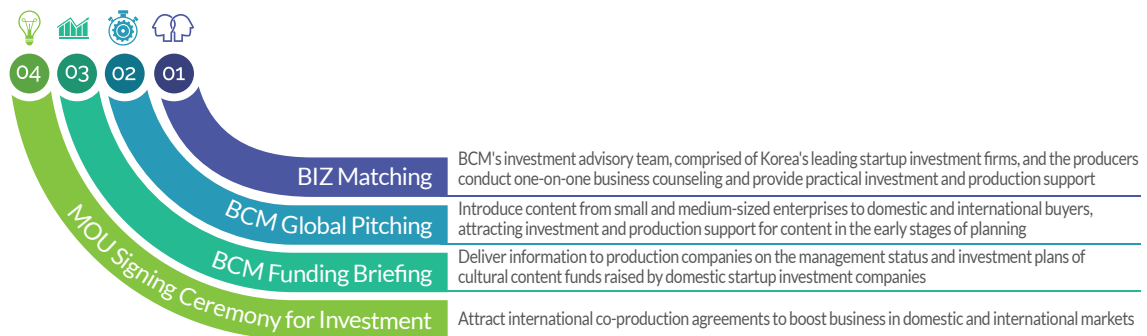 04 03 02 01
BIZ Matching
BCM's investment advisory team, comprised of Korea's leading startup investment firms, and the producers
conduct one-on-one business counseling and provide practical investment and production support
BCM Global Pitching
Introduce content from small and medium-sized enterprises to domestic and international buyers,
attracting investment and production support for content in the early stages of planning
BCM Funding Briefing
Deliver information to production companies on the management status and investment plans of
cultural content funds raised by domestic startup investment companies
MOU Signing Ceremony for Investment
Attract international co-production agreements to boost business in domestic and international markets